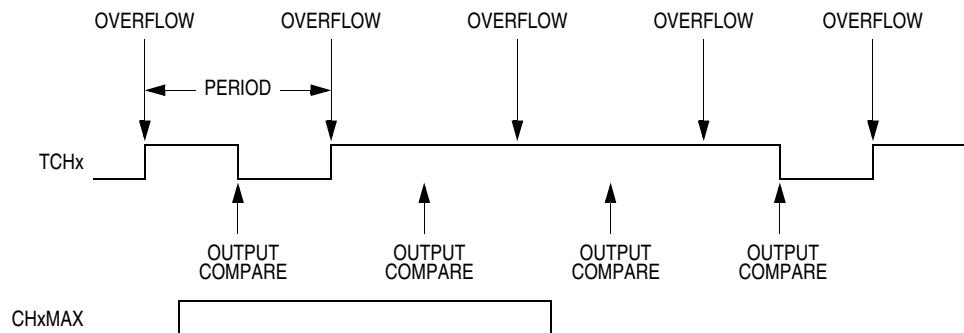 OVERFLOW OVERFLOW OVERFLOW OVERFLOW OVERFLOW
PERIOD
TCHx
OUTPUT COMPARE
OUTPUT COMPARE
OUTPUT COMPARE
OUTPUT COMPARE
CHxMAX